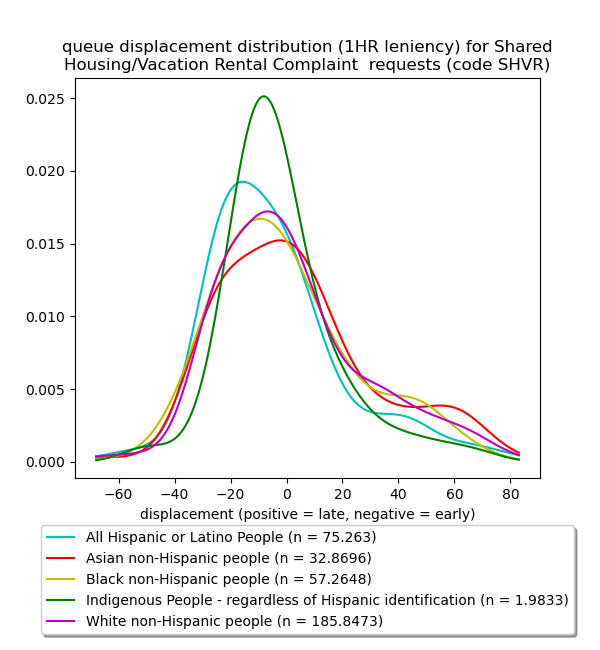 queue displacement distribution (1HR leniency) for Shared
Housing/Vacation Rental Complaint  requests (code SHVR)
0.025
0.020
0.015
0.010
0.005
0.000
−60 −40 −20 0 20 40 60 80
displacement (positive = late, negative = early)
All Hispanic or Latino People (n = 75.263)
Asian non-Hispanic people (n = 32.8696)
Black non-Hispanic people (n = 57.2648)
Indigenous People - regardless of Hispanic identification (n = 1.9833)
White non-Hispanic people (n = 185.8473)